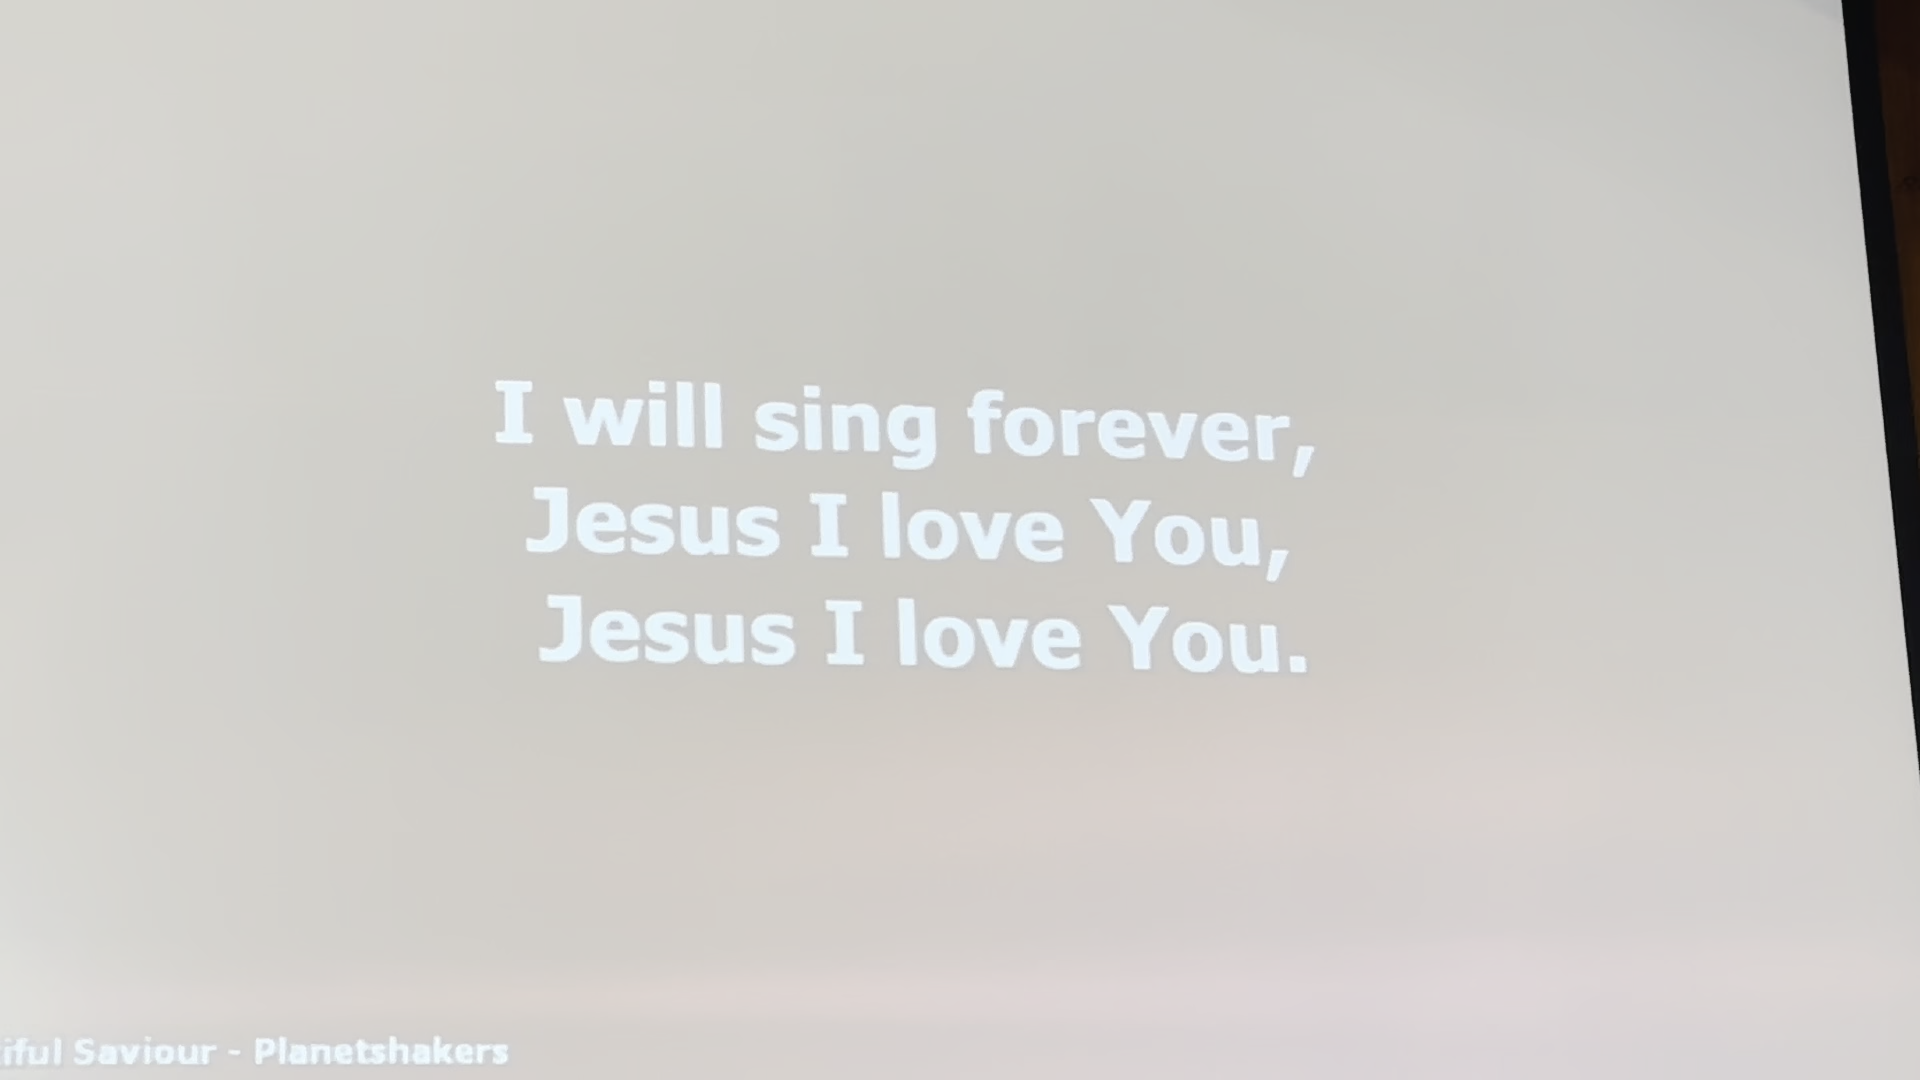 I will sing forever,
Jesus I love You,
Jesus I love You.
iful Saviour - Planetshakers